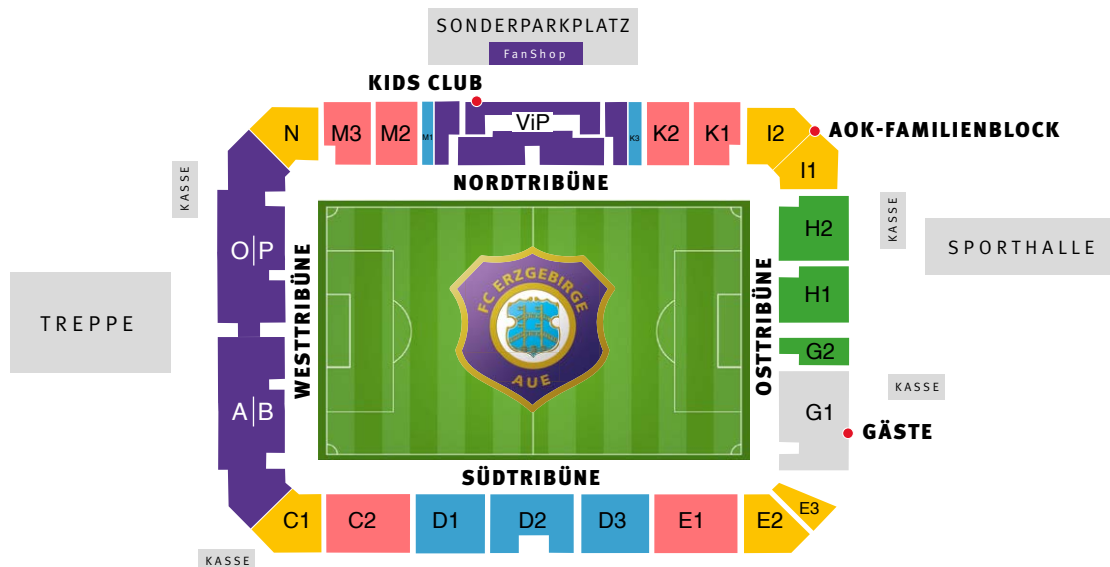 SONDERPARKPLATZ
FanShop
KIDS CLUB
N
M3
M2
M1
ViP
K3
K2
K1
I2
AOK-FAMILIENBLOCK
I1
NORDTRIBÜNE
KASSE
KASSE
H2
SPORTHALLE
O|P
WESTTRIBÜNE
FC ERZGEBIRGE
AUE
OSTTRIBÜNE
H1
TREPPE
G2
KASSE
A|B
G1
GÄSTE
SÜDTRIBÜNE
C1
C2
D1
D2
D3
E1
E2
E3
KASSE